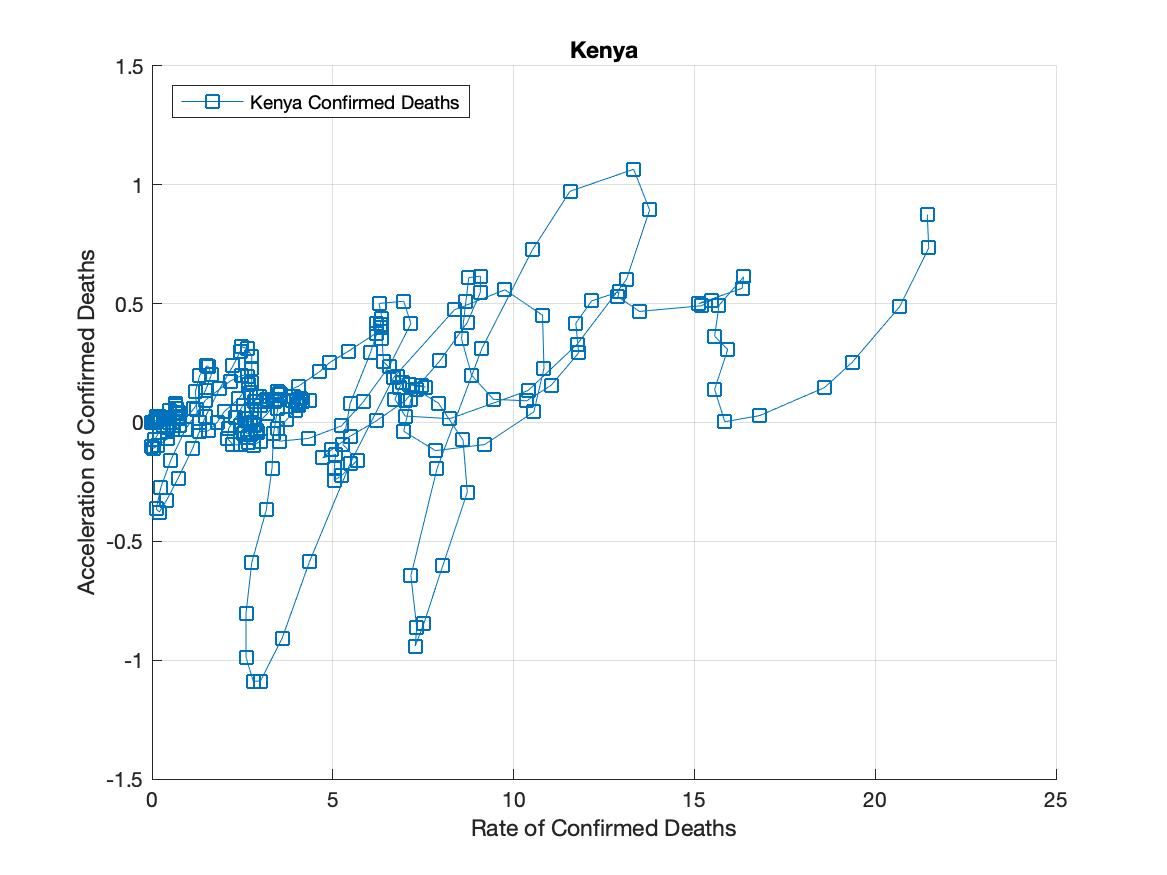 Kenya
1.5
Kenya Confirmed Deaths
1
0.5
0
-0.5
-1
-1.5
Acceleration of Confirmed Deaths
0 5 10 15 20 25
Rate of Confirmed Deaths